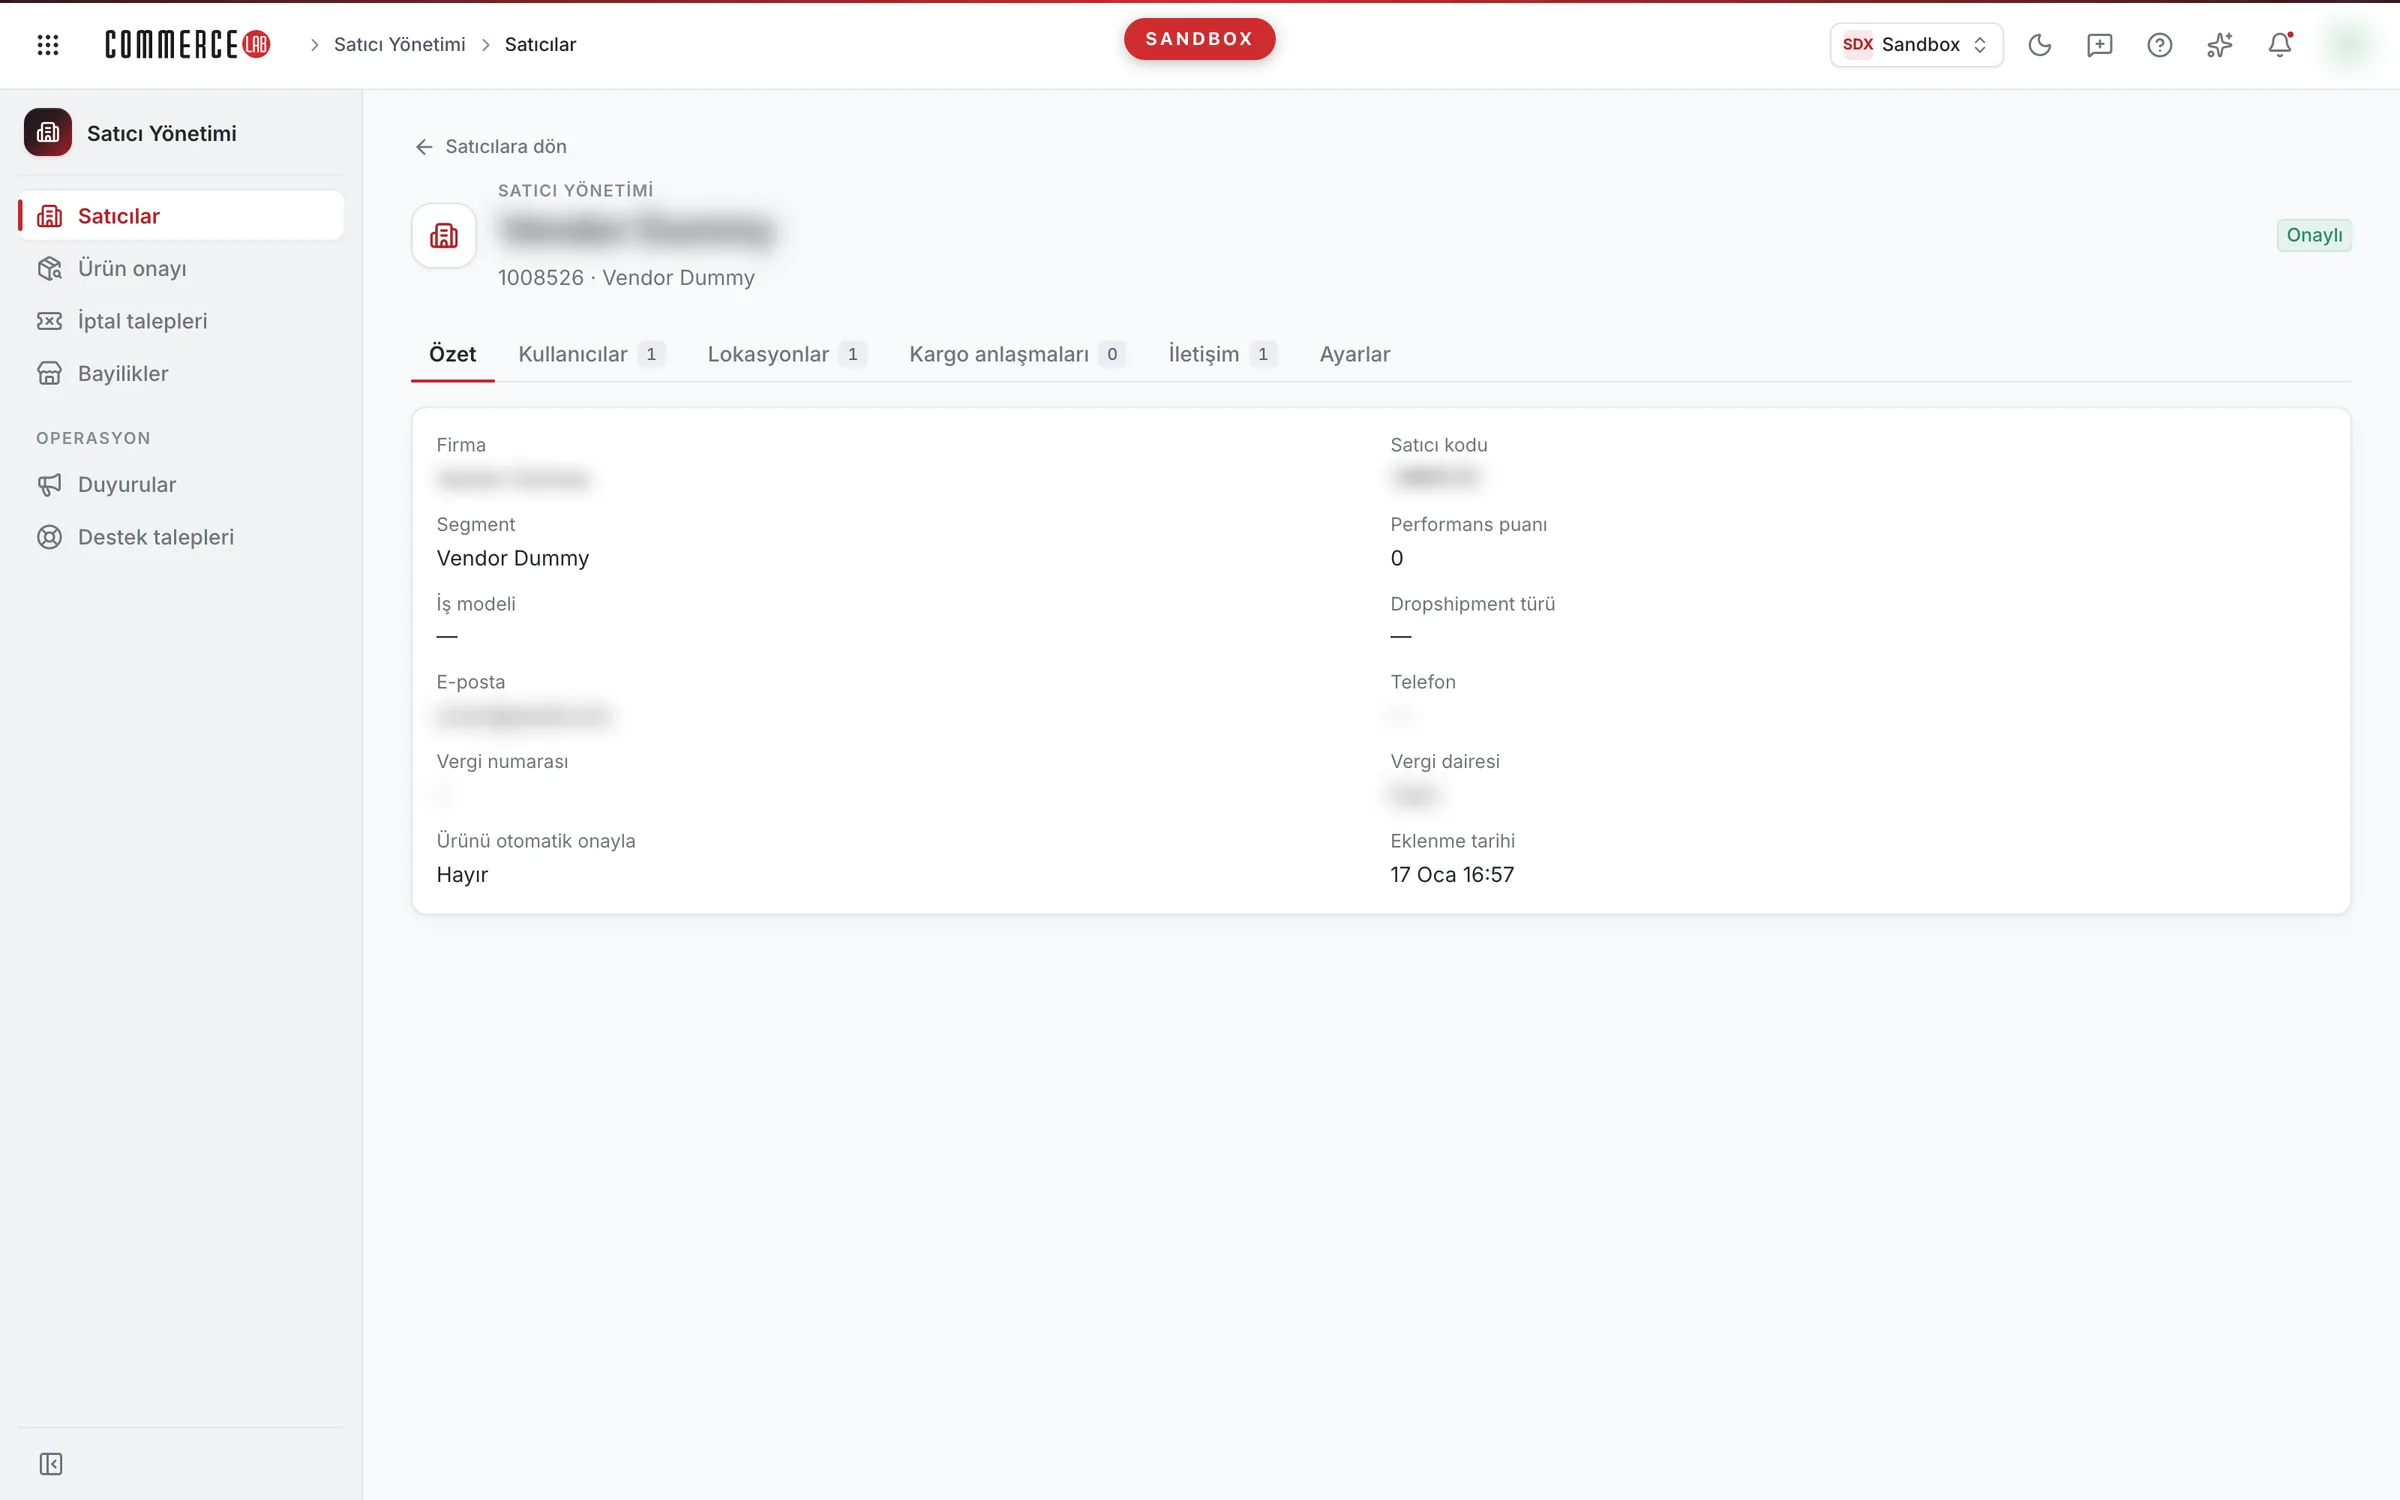 COMMERCE LAB
Satıcı Yönetimi
Satıcılar
SANDBOX
SDX Sandbox
Satıcı Yönetimi
Satıcılar
Ürün onayı
İptal talepleri
Bayilikler
OPERASYON
Duyurular
Destek talepleri
Satıcılara dön
SATICI YÖNETİMİ
1008526 · Vendor Dummy
Onaylı
Özet
Kullanıcılar 1
Lokasyonlar 1
Kargo anlaşmaları 0
İletişim 1
Ayarlar
Firma
Satıcı kodu
Segment
Vendor Dummy
Performans puanı
0
İş modeli
—
Dropshipment türü
—
E-posta
Telefon
Vergi numarası
Vergi dairesi
Ürünü otomatik onayla
Hayır
Eklenme tarihi
17 Oca 16:57